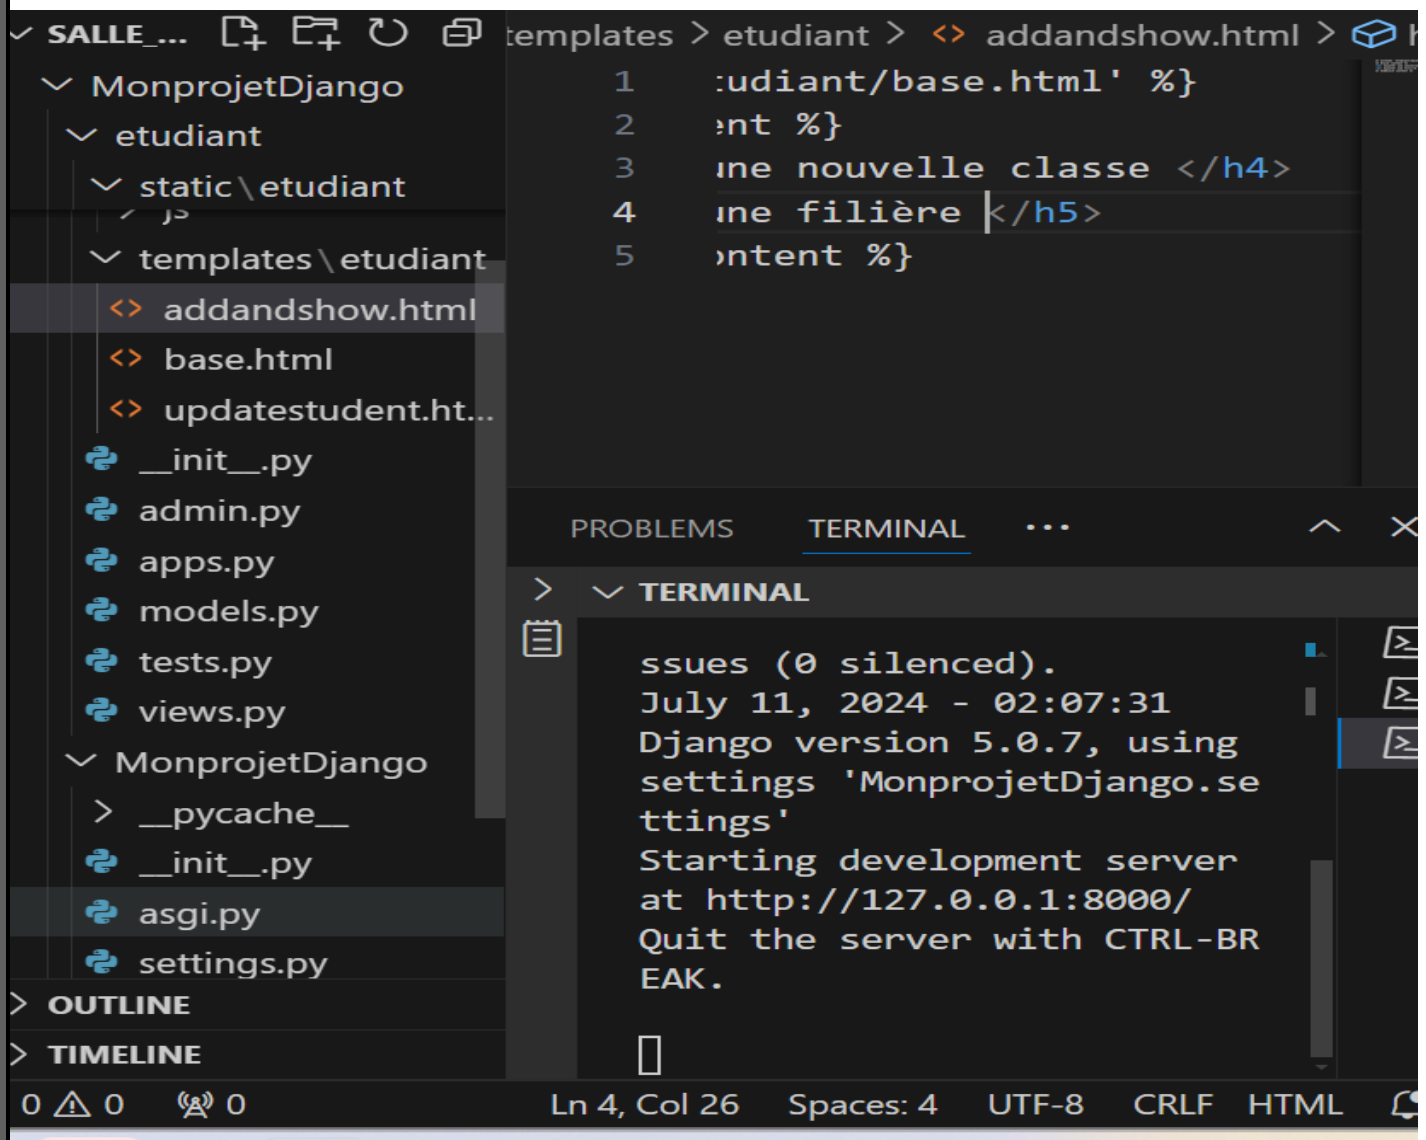 SALLE_...
MonprojetDjango
etudiant
static\etudiant
js
templates\etudiant
addandshow.html
base.html
updatestudent.ht...
__init__.py
admin.py
apps.py
models.py
tests.py
views.py
MonprojetDjango
__pycache__
__init__.py
asgi.py
settings.py
OUTLINE
TIMELINE
templates > etudiant > <> addandshow.html >
1 tudiant/base.html' %}
2 ent %}
3 une nouvelle classe </h4>
4 une filière </h5>
5 ontent %}
PROBLEMS TERMINAL ...
TERMINAL
ssues (0 silenced).
July 11, 2024 - 02:07:31
Django version 5.0.7, using
settings 'MonprojetDjango.se
ttings'
Starting development server
at http://127.0.0.1:8000/
Quit the server with CTRL-BR
EAK.
0 0 0 Ln 4, Col 26 Spaces: 4 UTF-8 CRLF HTML